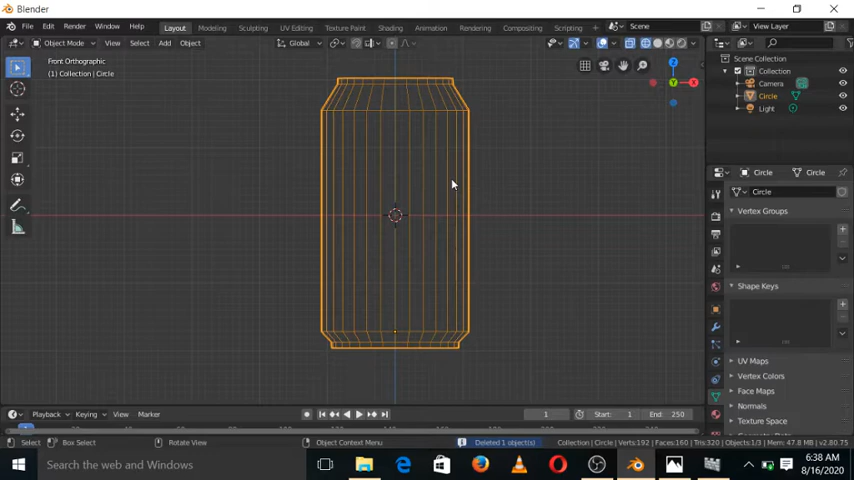 Blender
File Edit Render Window Help Layout Modeling Sculpting UV Editing Texture Paint Shading Animation Rendering Compositing Scripting Scene View Layer
Object Mode View Select Add Object Global
Front Orthographic
(1) Collection | Circle
Z
X
Y
Scene Collection
Collection
Camera
Circle
Light
Circle Circle
Circle
Vertex Groups
Shape Keys
UV Maps
Vertex Colors
Face Maps
Normals
Texture Space
Playback Keying View Marker 1 Start: 1 End: 250
Select Box Select Rotate View Object Context Menu Deleted 1 object(s) Collection | Circle | Verts:192 | Faces:160 | Tris:320 | Objects:1/3 | Mem: 47.8 MB | v2.80.75
Search the web and Windows
6:38 AM
8/16/2020